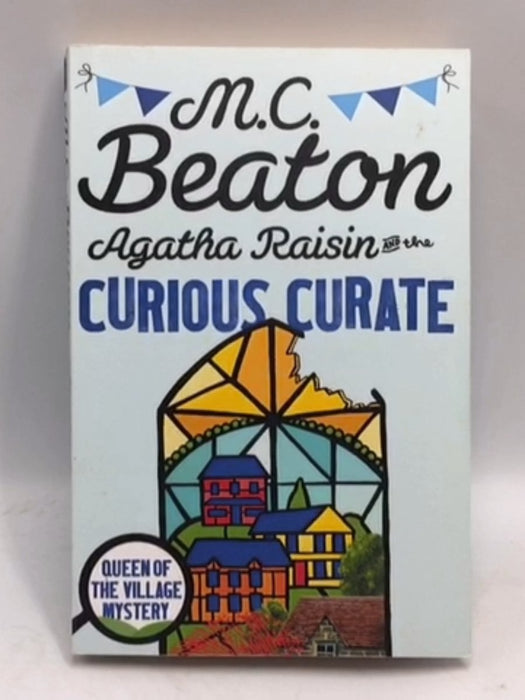 M.C.
Beaton
Agatha Raisin AND the
CURIOUS CURATE
QUEEN OF
THE VILLAGE
MYSTERY